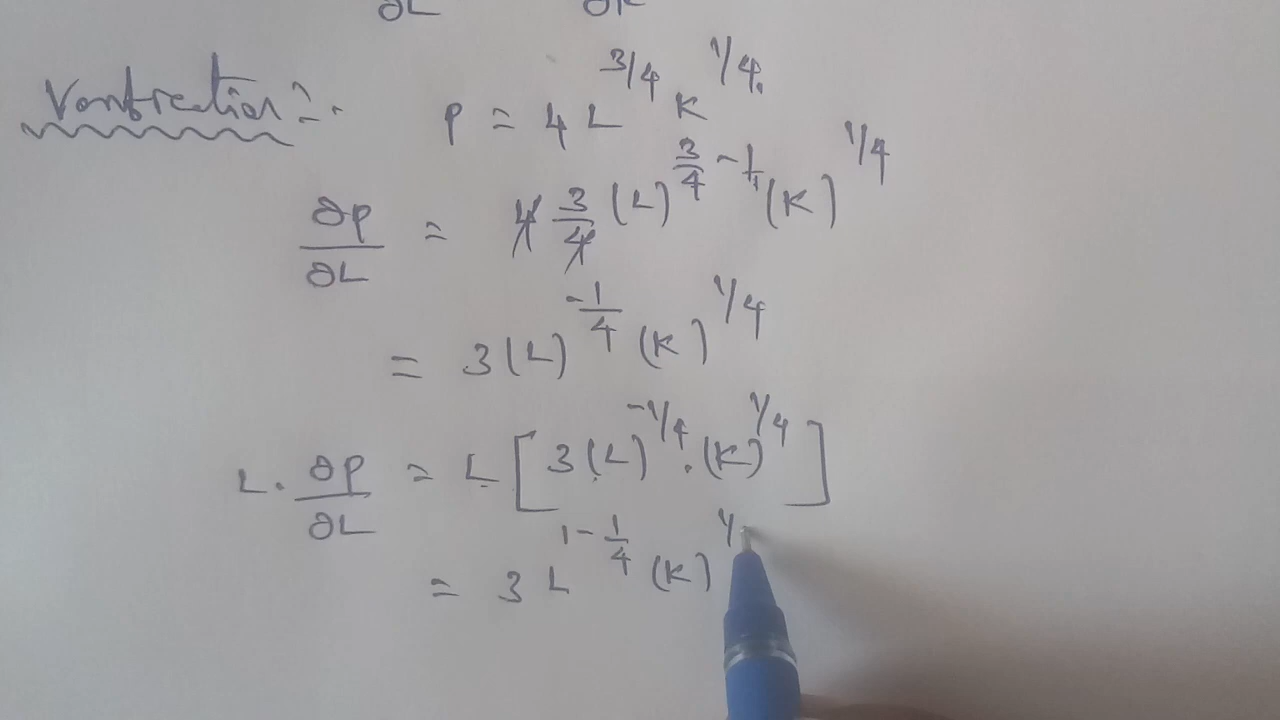 ∂L ∂K
Verification:-. P = 4 L^{3/4} K^{1/4}.
∂P/∂L = 4 3/4 (L)^{3/4 - 1/1} (K)^{1/4}
= 3 (L)^{-1/4} (K)^{1/4}
L. ∂P/∂L = L [3 (L)^{-1/4} . (K)^{1/4}]
= 3 L^{1 - 1/4} (K)^{1/